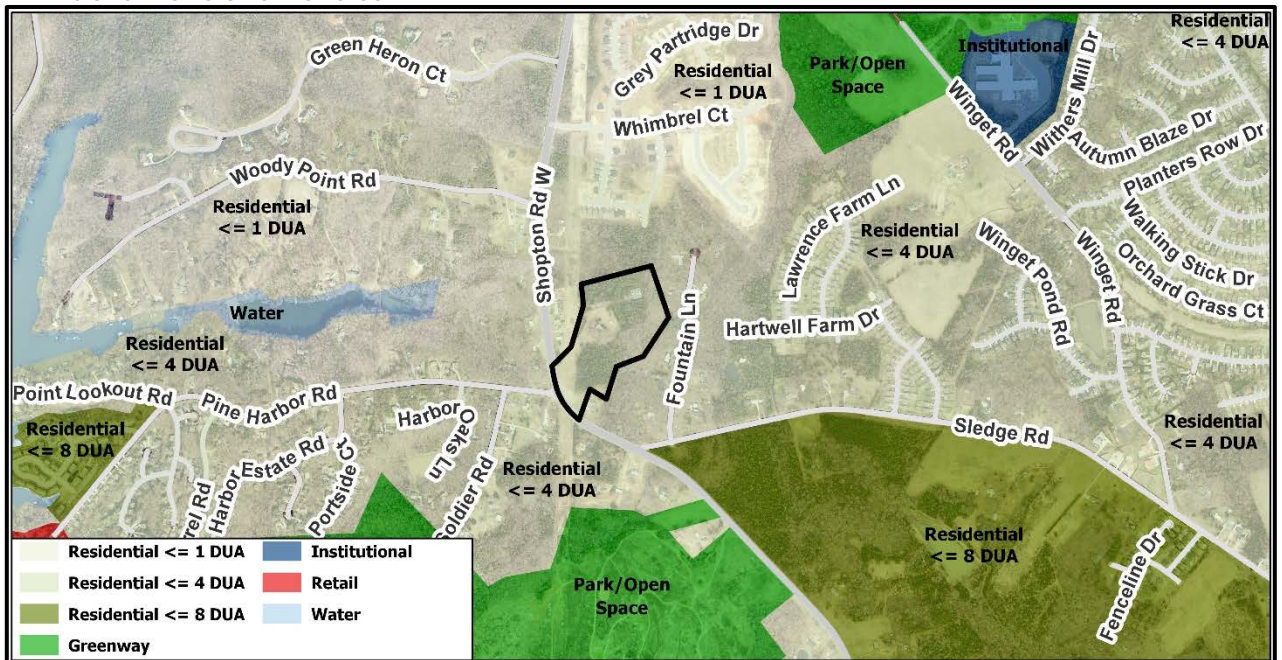 Residential
<= 4 DUA
Institutional
Green Heron Ct
Grey Partridge Dr
Residential
<= 1 DUA
Park/Open
Space
Withers Mill Dr
Winget Rd
Whimbrel Ct
Autumn Blaze Dr
Planters Row Dr
Woody Point Rd
Residential
<= 1 DUA
Shopton Rd W
Lawrence Farm Ln
Residential
<= 4 DUA
Winget Pond Rd
Winget Rd
Walking Stick Dr
Orchard Grass Ct
Water
Fountain Ln
Hartwell Farm Dr
Residential
<= 4 DUA
Point Lookout Rd
Pine Harbor Rd
Harbor
Oaks Ln
Residential
<= 8 DUA
Harbor Estate Rd
Portside Ct
Soldier Rd
Residential
<= 4 DUA
Sledge Rd
Residential
<= 4 DUA
Residential
<= 8 DUA
Fenceline Dr
Park/Open
Space
Residential <= 1 DUA
Institutional
Residential <= 4 DUA
Retail
Residential <= 8 DUA
Water
Greenway